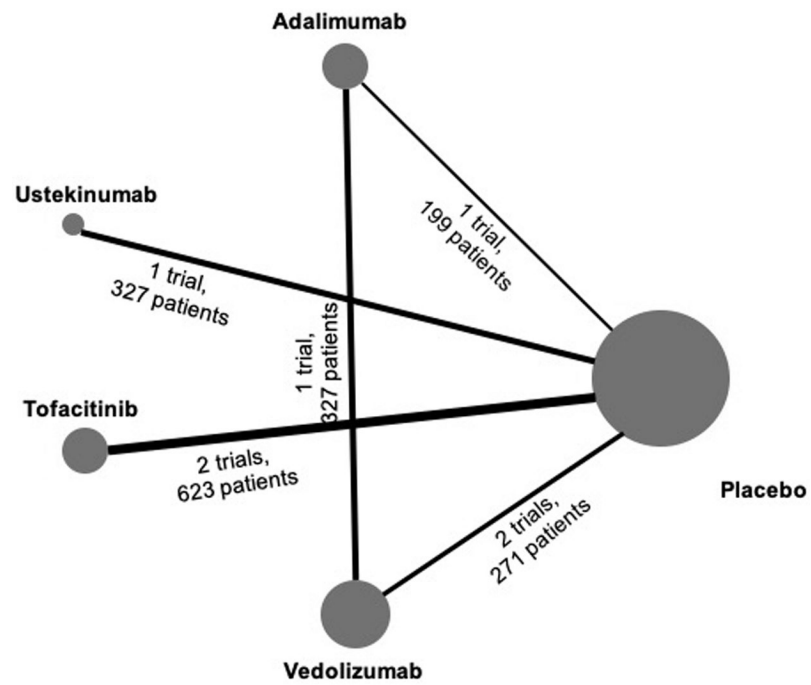 Adalimumab
Ustekinumab
1 trial,
199 patients
1 trial,
327 patients
1 trial,
327 patients
Tofacitinib
2 trials,
623 patients
Placebo
2 trials,
271 patients
Vedolizumab